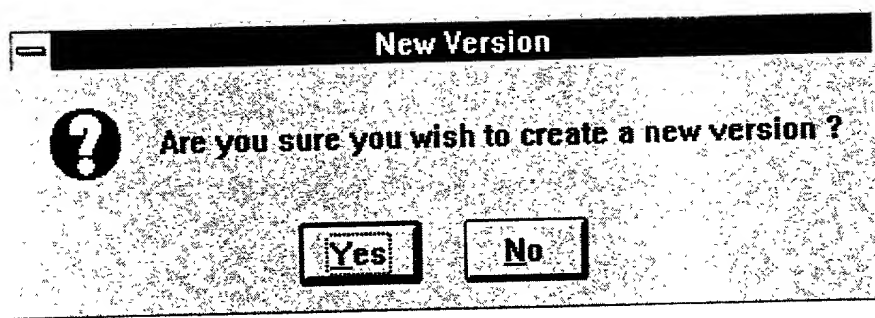 New Version
Are you sure you wish to create a new version ?
Yes
No